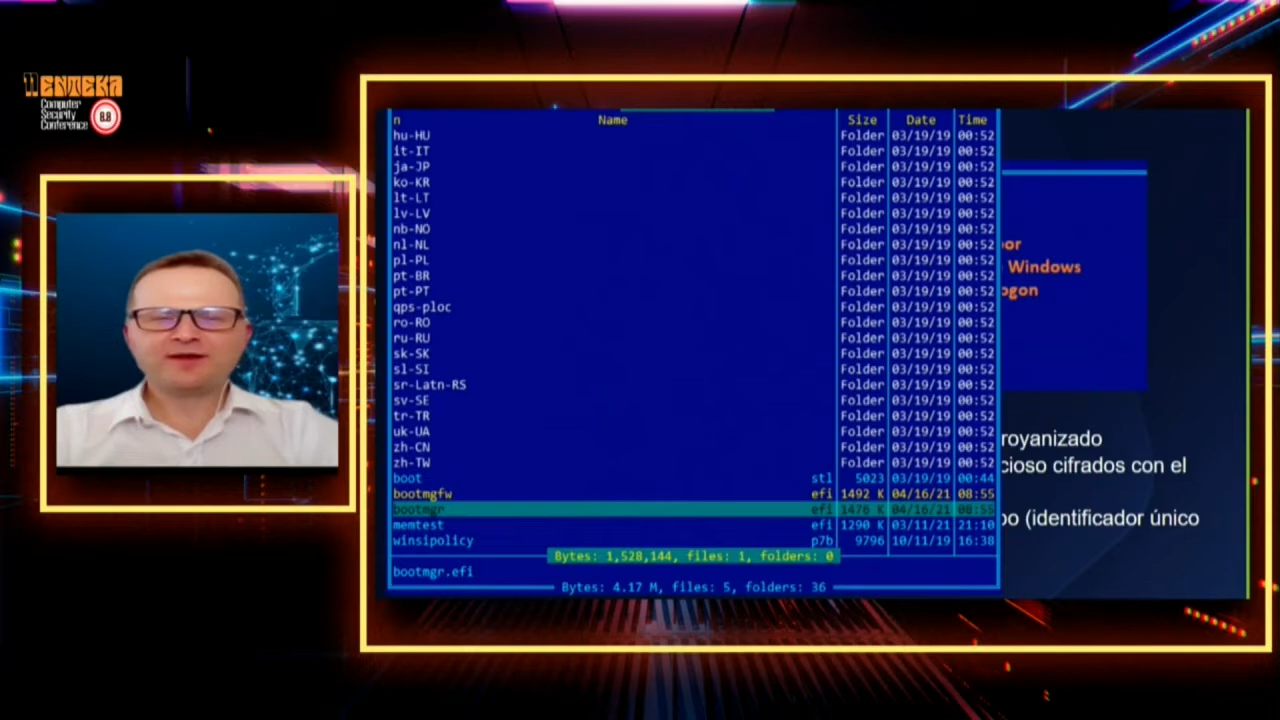 11ENTEKA
Computer
Security
Conference
8.8
n Name Size Date Time
hu-HU Folder 03/19/19 00:52
it-IT Folder 03/19/19 00:52
ja-JP Folder 03/19/19 00:52
ko-KR Folder 03/19/19 00:52
lt-LT Folder 03/19/19 00:52
lv-LV Folder 03/19/19 00:52
nb-NO Folder 03/19/19 00:52
nl-NL Folder 03/19/19 00:52
pl-PL Folder 03/19/19 00:52
pt-BR Folder 03/19/19 00:52
pt-PT Folder 03/19/19 00:52
qps-ploc Folder 03/19/19 00:52
ro-RO Folder 03/19/19 00:52
ru-RU Folder 03/19/19 00:52
sk-SK Folder 03/19/19 00:52
sl-SI Folder 03/19/19 00:52
sr-Latn-RS Folder 03/19/19 00:52
sv-SE Folder 03/19/19 00:52
tr-TR Folder 03/19/19 00:52
uk-UA Folder 03/19/19 00:52
zh-CN Folder 03/19/19 00:52
zh-TW Folder 03/19/19 00:52
boot stl 5023 03/19/19 00:44
bootmgfw efi 1492 K 04/16/21 08:55
bootmgr efi 1476 K 04/16/21 08:55
memtest efi 1290 K 03/11/21 21:10
winsipolicy p7b 9796 10/11/19 16:38
Bytes: 1,528,144, files: 1, folders: 0
bootmgr.efi
Bytes: 4.17 M, files: 5, folders: 36
Windows
royanizado
cioso cifrados con el
(identificador único